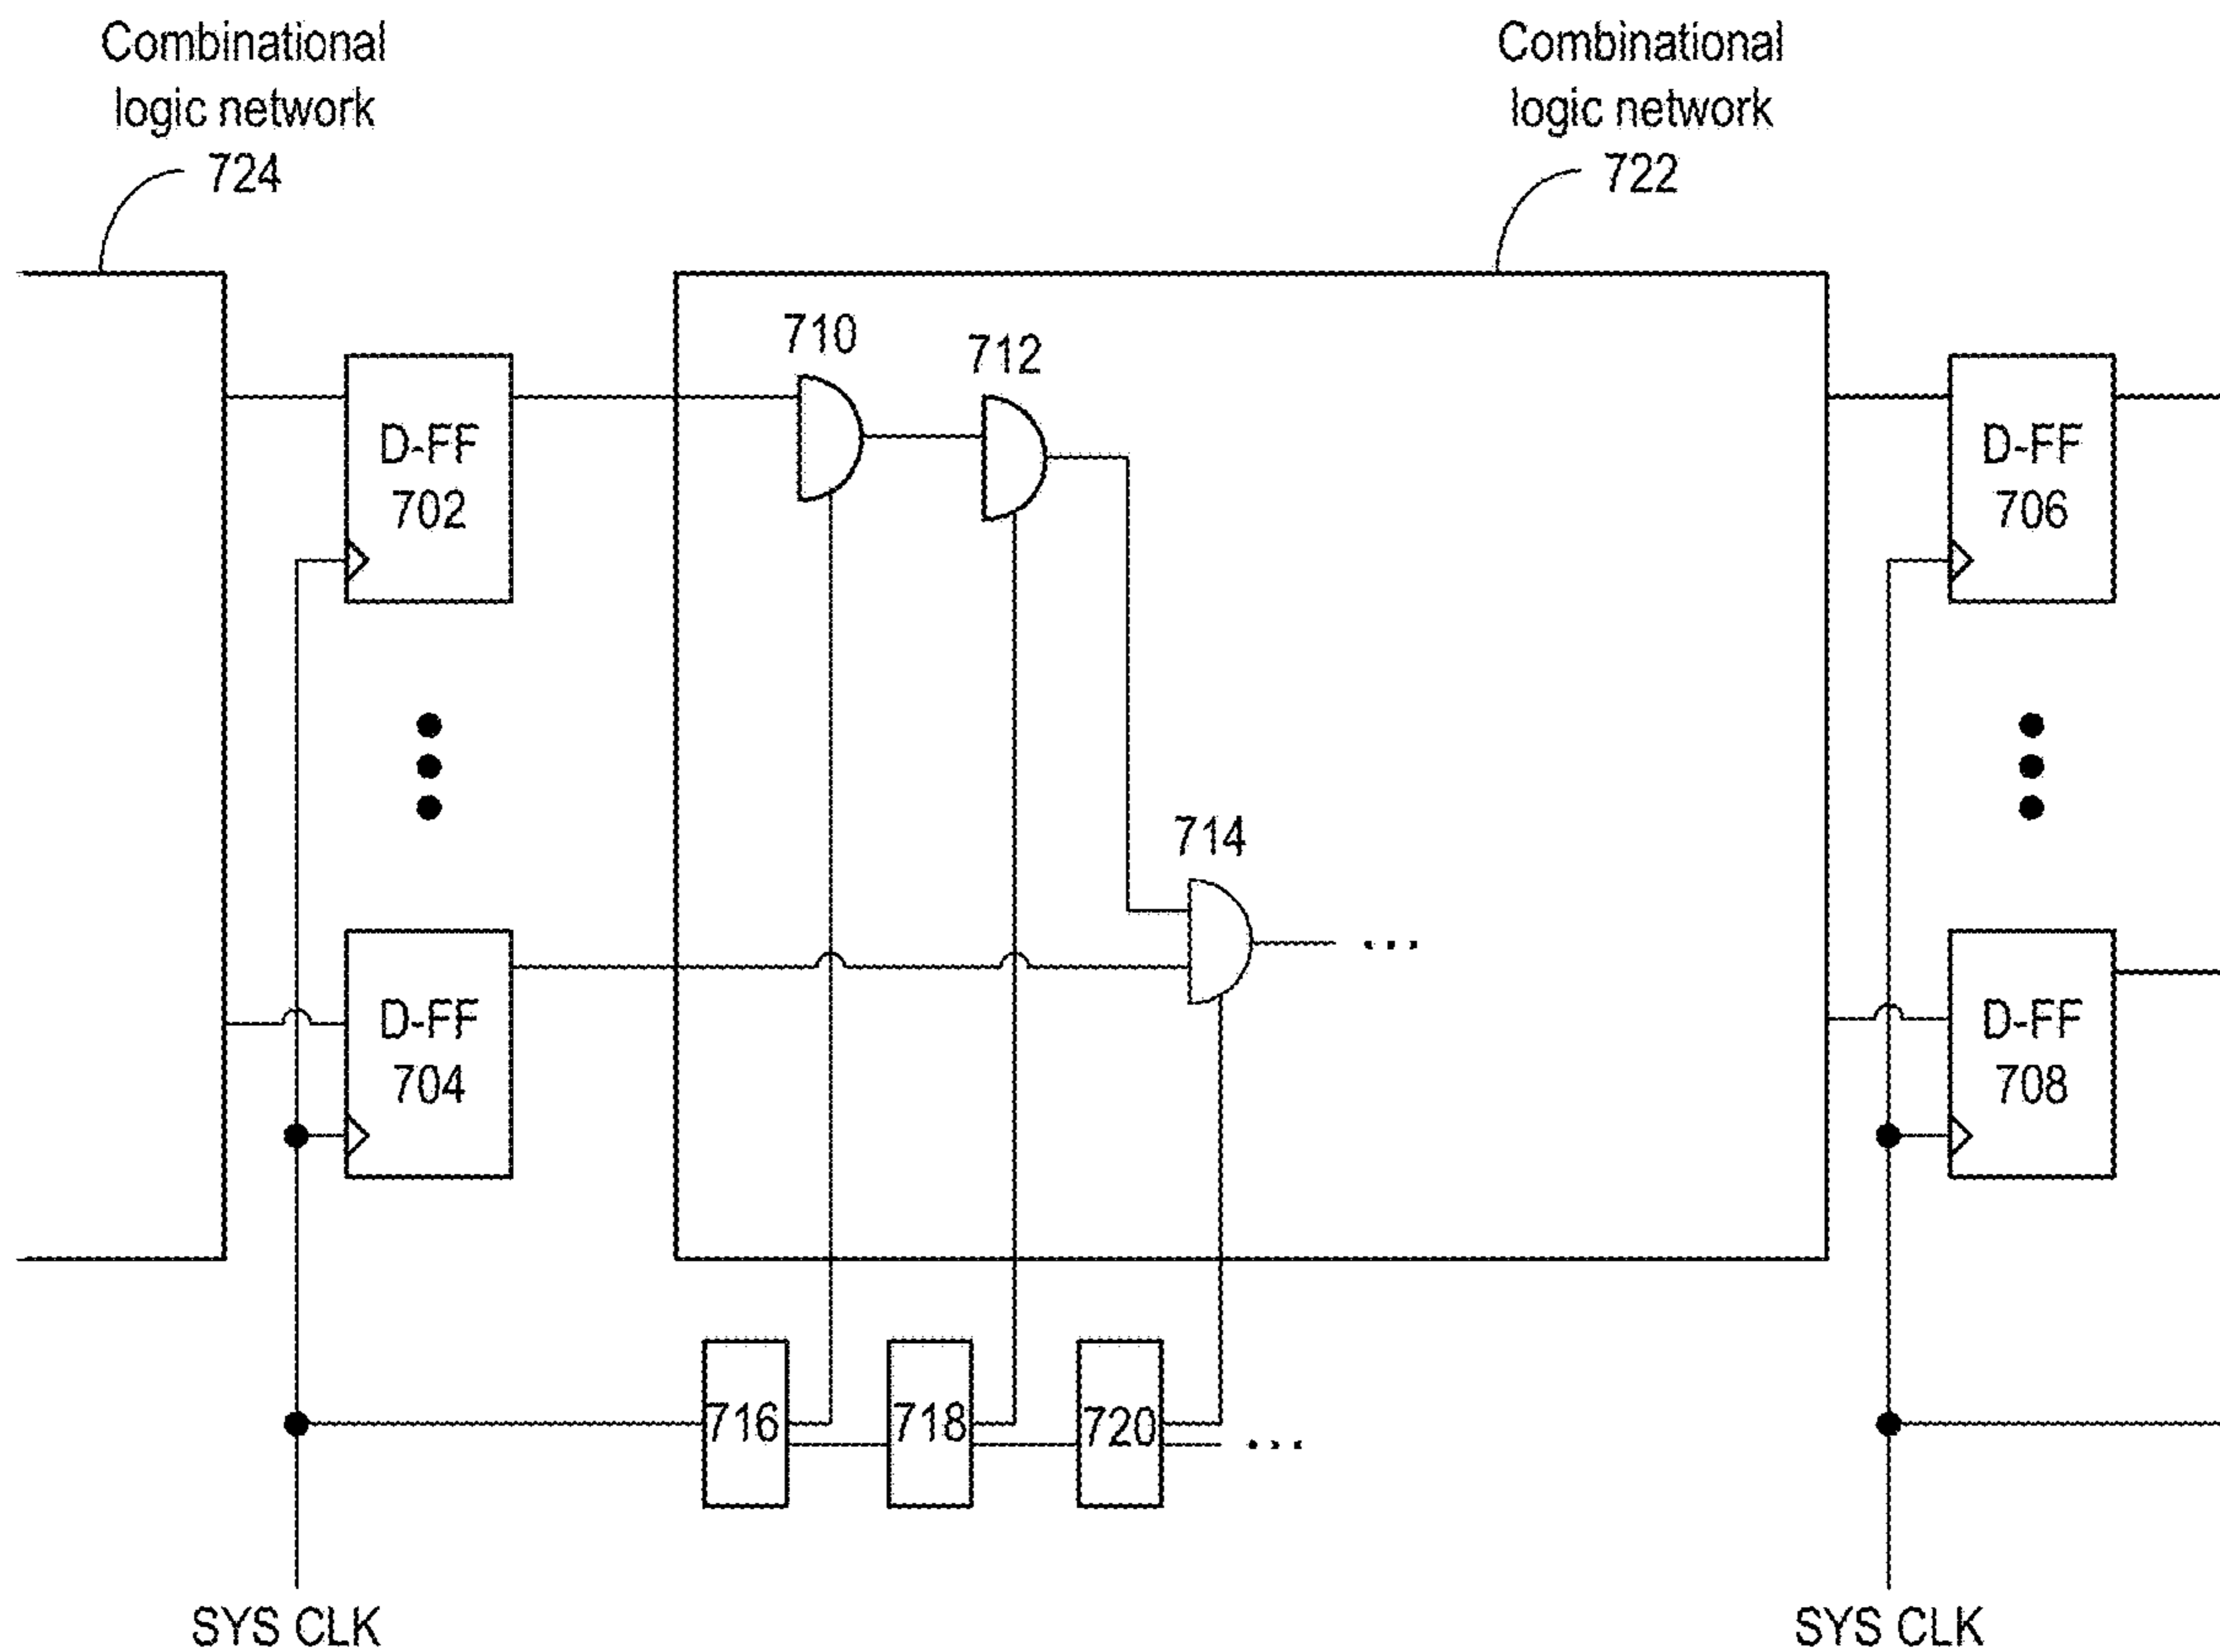 Combinational
logic network
724
Combinational
logic network
722
710
712
D-FF
702
D-FF
706
714
D-FF
704
D-FF
708
716
718
720
SYS CLK
SYS CLK